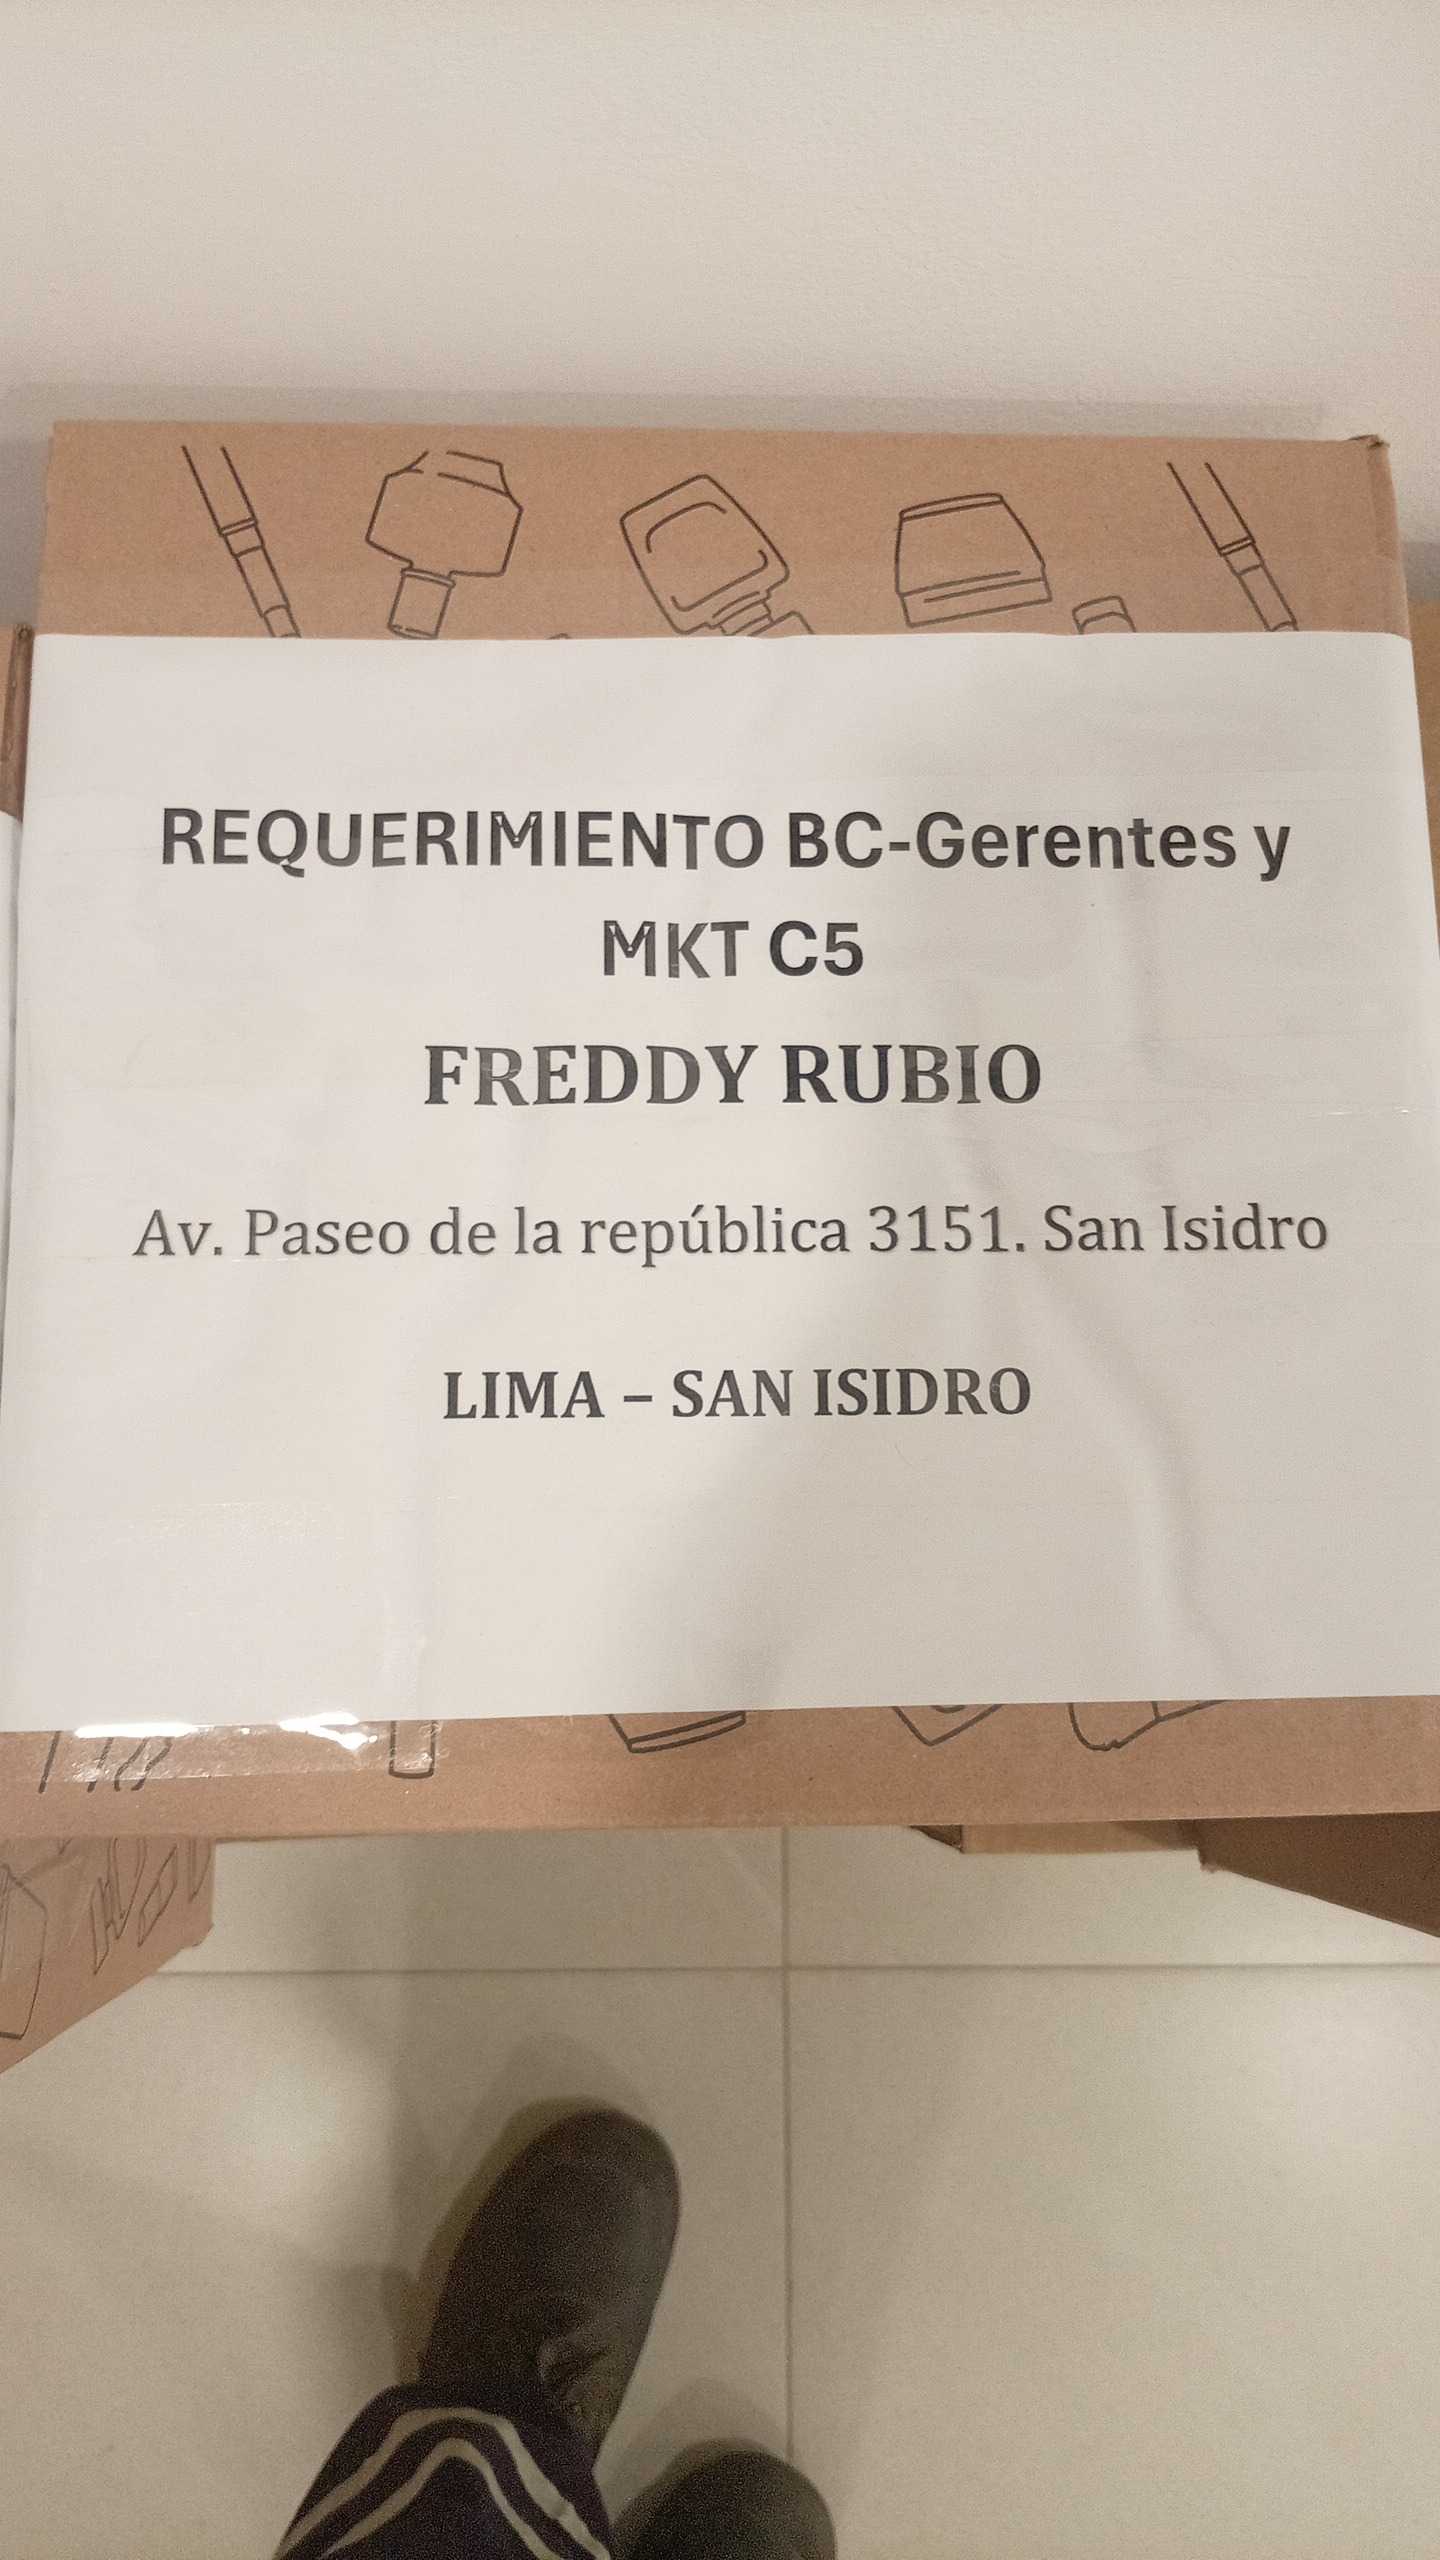 REQUERIMIENTO BC-Gerentes y
MKT C5
FREDDY RUBIO
Av. Paseo de la república 3151. San Isidro
LIMA – SAN ISIDRO